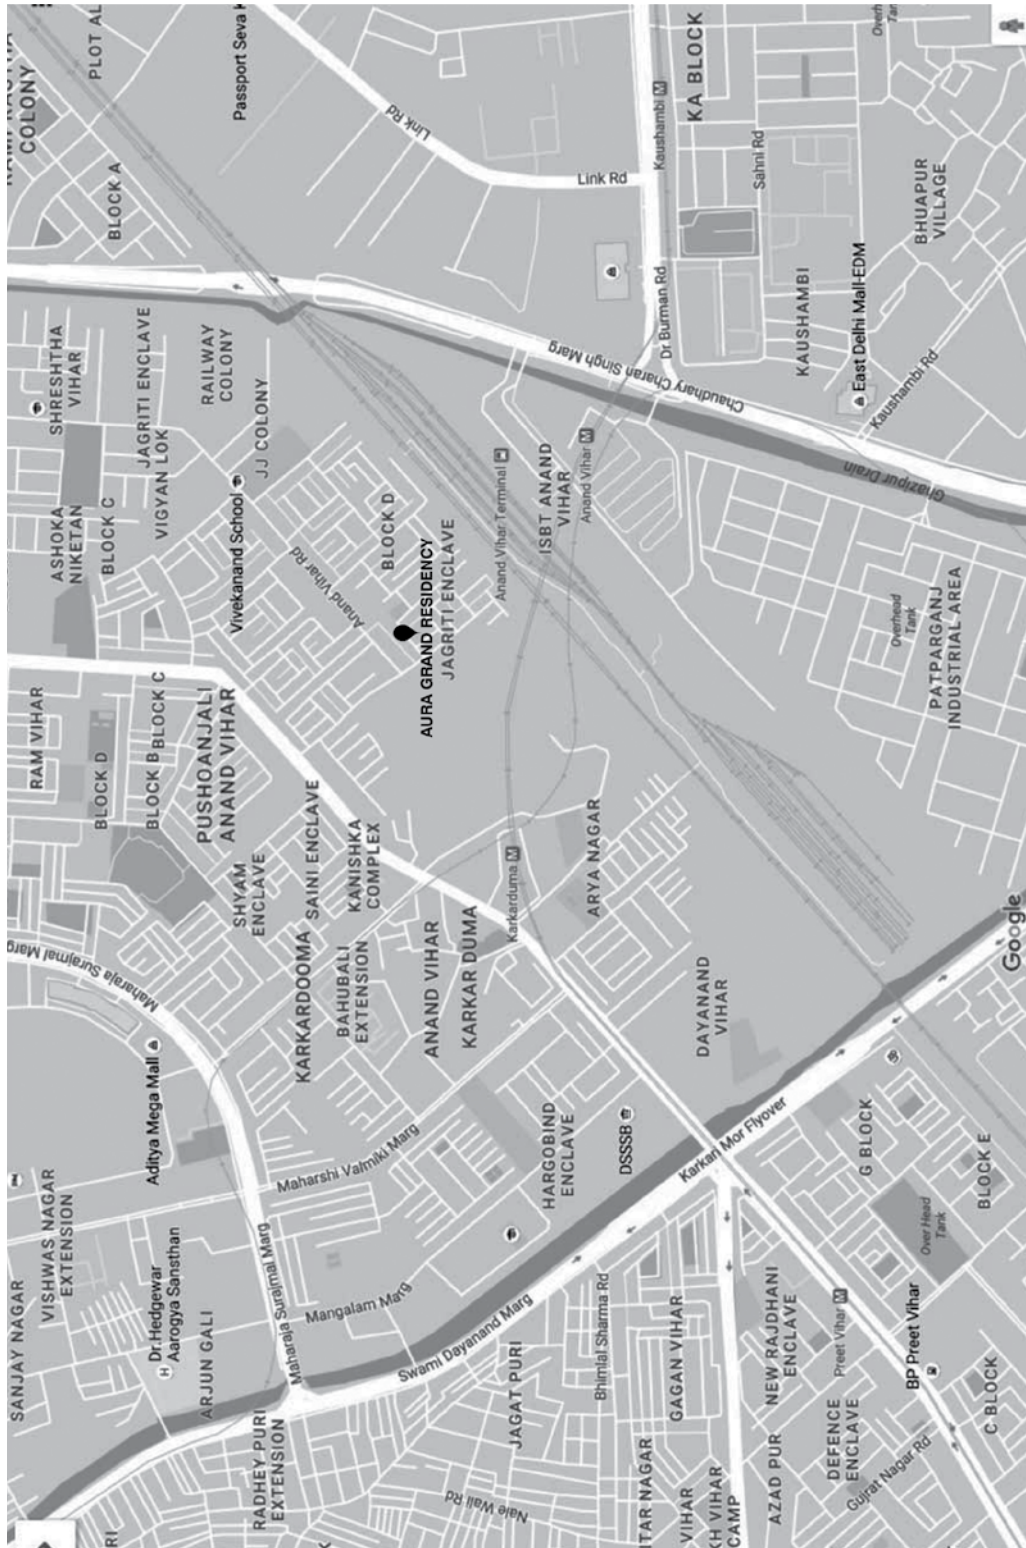 SANJAY NAGAR
RAM VIHAR
COLONY
VISHWAS NAGAR
EXTENSION
ASHOKA
NIKETAN
SHRESHTHA
VIHAR
PLOT AL
Maharaja Surajmal Marg
BLOCK D
BLOCK C
BLOCK A
Aditya Mega Mall
Maharaja Surajmal Marg
BLOCK B
BLOCK C
VIGYAN LOK
JAGRITI ENCLAVE
Dr.Hedgewar
Aarogya Sansthan
ARJUN GALI
PUSHOANJALI
ANAND VIHAR
RAILWAY
COLONY
Vivekanand School
JJ COLONY
Passport Seva K
RADHEY PURI
EXTENSION
Maharaja Surajmal Marg
SHYAM
ENCLAVE
KARKARDOOMA
SAINI ENCLAVE
Anand Vihar Rd
Maharshi Valmiki Marg
Mangalam Marg
BAHUBALI
EXTENSION
KANISHKA
COMPLEX
BLOCK D
Link Rd
AURA GRAND RESIDENCY
JAGRITI ENCLAVE
ANAND VIHAR
KARKAR DUMA
Swami Dayanand Marg
Nale Wali Rd
JAGAT PURI
Karkarduma
Anand Vihar Terminal
HARGOBIND
ENCLAVE
ISBT ANAND
VIHAR
Anand Vihar
Chaudhary Charan Singh Marg
Link Rd
Bhimlal Sharma Rd
ARYA NAGAR
DSSSB
Dr Burman Rd
Kaushambi
ITAR NAGAR
GAGAN VIHAR
VIHAR
KH VIHAR
CAMP
Karkari Mor Flyover
DAYANAND
VIHAR
KA BLOCK
Sahni Rd
AZAD PUR
NEW RAJDHANI
ENCLAVE
KAUSHAMBI
DEFENCE
ENCLAVE
Preet Vihar
G BLOCK
East Delhi Mall-EDM
Kaushambi Rd
Ghazipur Drain
Gujrat Nagar Rd
BP Preet Vihar
Over Head
Tank
Overhead
Tank
BHUAPUR
VILLAGE
PATPARGANJ
INDUSTRIAL AREA
C BLOCK
BLOCK E
Google